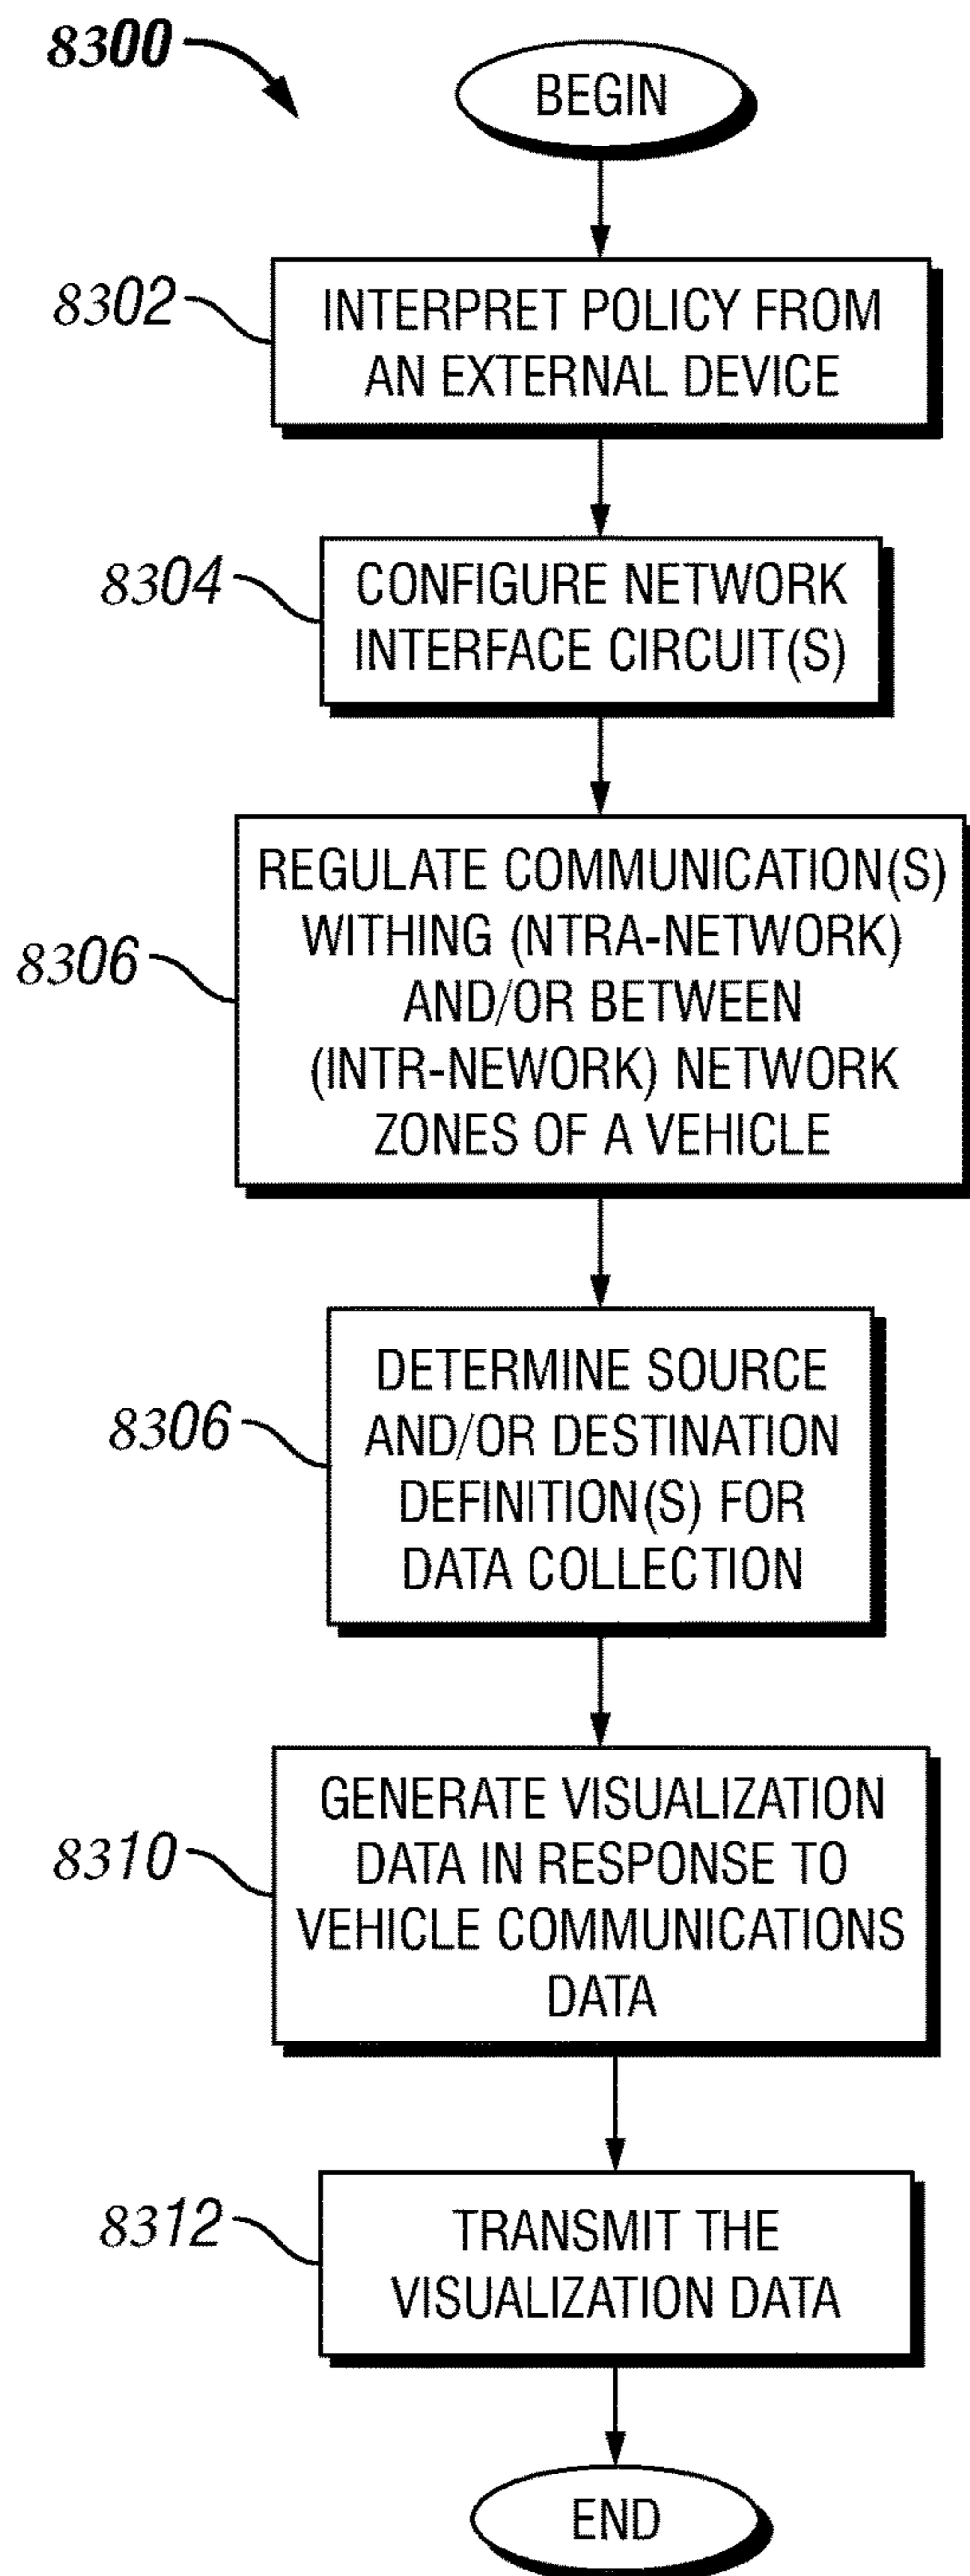 8300
BEGIN
8302
INTERPRET POLICY FROM
AN EXTERNAL DEVICE
8304
CONFIGURE NETWORK
INTERFACE CIRCUIT(S)
8306
REGULATE COMMUNICATION(S)
WITHING (NTRA-NETWORK)
AND/OR BETWEEN
(INTR-NEWORK) NETWORK
ZONES OF A VEHICLE
8306
DETERMINE SOURCE
AND/OR DESTINATION
DEFINITION(S) FOR
DATA COLLECTION
8310
GENERATE VISUALIZATION
DATA IN RESPONSE TO
VEHICLE COMMUNICATIONS
DATA
8312
TRANSMIT THE
VISUALIZATION DATA
END